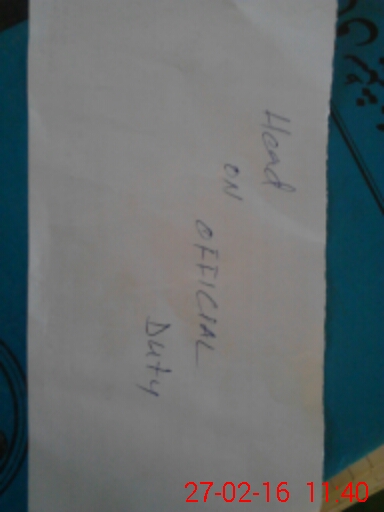 Head
ON
OFFICIAL
Duty
27-02-16 11:40